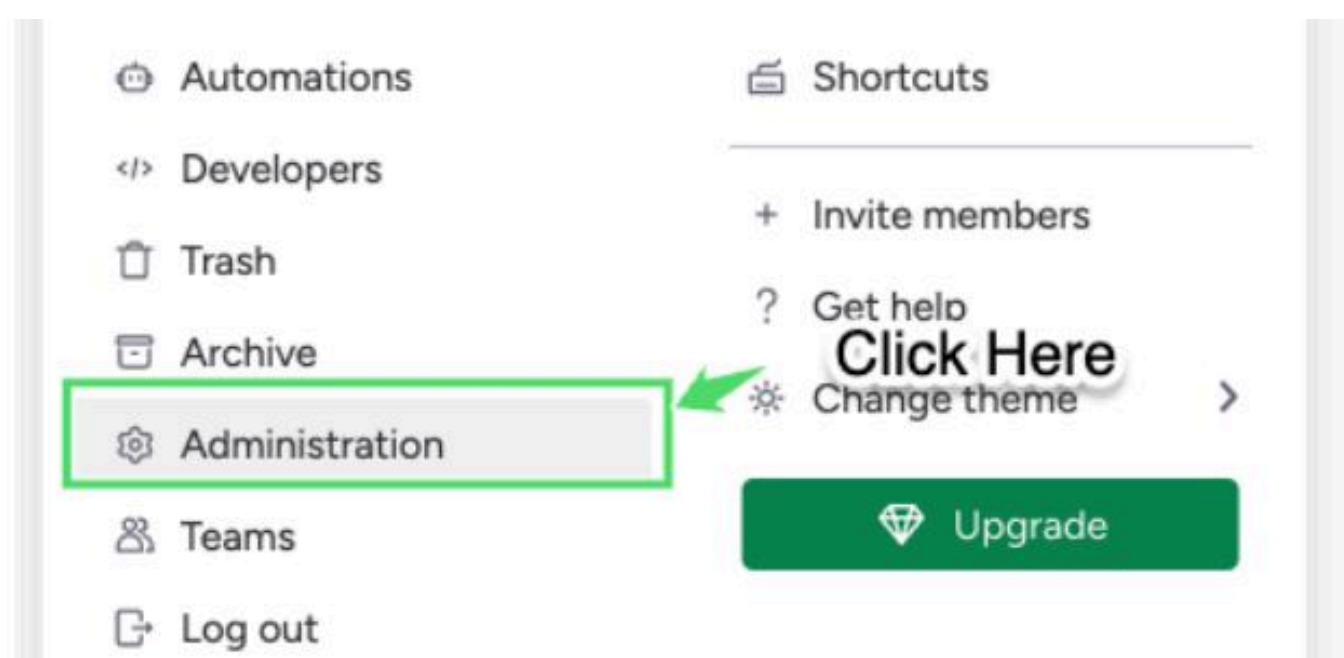 Automations
Developers
Trash
Archive
Administration
Teams
Log out
Shortcuts
+ Invite members
? Get help
Click Here
Change theme
Upgrade